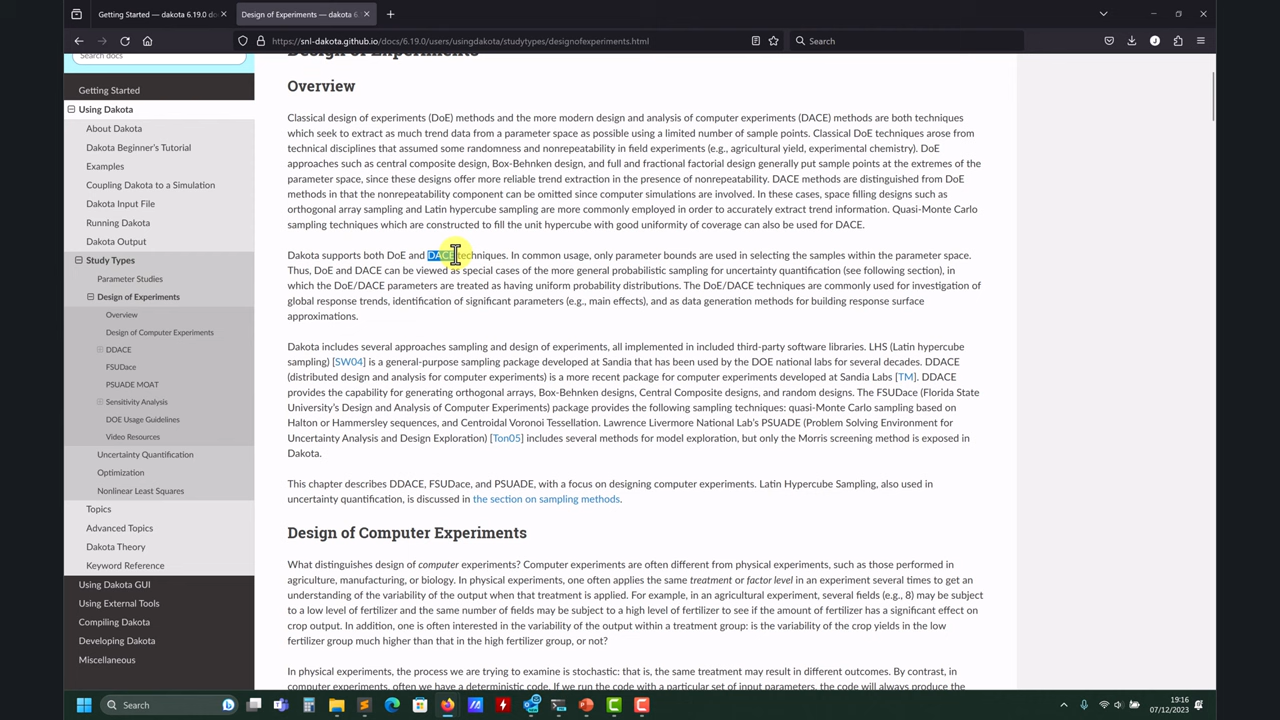 Getting Started — dakota 6.19.0
Design of Experiments — dakota 6
https://snl-dakota.github.io/docs/6.19.0/users/usingdakota/studytypes/designofexperiments.html
Search
Search docs
Getting Started
Using Dakota
About Dakota
Dakota Beginner's Tutorial
Examples
Coupling Dakota to a Simulation
Dakota Input File
Running Dakota
Dakota Output
Study Types
Parameter Studies
Design of Experiments
Overview
Design of Computer Experiments
DDACE
FSUDace
PSUADE MOAT
Sensitivity Analysis
DOE Usage Guidelines
Video Resources
Uncertainty Quantification
Optimization
Nonlinear Least Squares
Topics
Advanced Topics
Dakota Theory
Keyword Reference
Using Dakota GUI
Using External Tools
Compiling Dakota
Developing Dakota
Miscellaneous
Design of Experiments
Overview
Classical design of experiments (DoE) methods and the more modern design and analysis of computer experiments (DACE) methods are both techniques
which seek to extract as much trend data from a parameter space as possible using a limited number of sample points. Classical DoE techniques arose from
technical disciplines that assumed some randomness and nonrepeatability in field experiments (e.g., agricultural yield, experimental chemistry). DoE
approaches such as central composite design, Box-Behnken design, and full and fractional factorial design generally put sample points at the extremes of the
parameter space, since these designs offer more reliable trend extraction in the presence of nonrepeatability. DACE methods are distinguished from DoE
methods in that the nonrepeatability component can be omitted since computer simulations are involved. In these cases, space filling designs such as
orthogonal array sampling and Latin hypercube sampling are more commonly employed in order to accurately extract trend information. Quasi-Monte Carlo
sampling techniques which are constructed to fill the unit hypercube with good uniformity of coverage can also be used for DACE.
Dakota supports both DoE and DACE techniques. In common usage, only parameter bounds are used in selecting the samples within the parameter space.
Thus, DoE and DACE can be viewed as special cases of the more general probabilistic sampling for uncertainty quantification (see following section), in
which the DoE/DACE parameters are treated as having uniform probability distributions. The DoE/DACE techniques are commonly used for investigation of
global response trends, identification of significant parameters (e.g., main effects), and as data generation methods for building response surface
approximations.
Dakota includes several approaches sampling and design of experiments, all implemented in included third-party software libraries. LHS (Latin hypercube
sampling) [SW04] is a general-purpose sampling package developed at Sandia that has been used by the DOE national labs for several decades. DDACE
(distributed design and analysis for computer experiments) is a more recent package for computer experiments developed at Sandia Labs [TM]. DDACE
provides the capability for generating orthogonal arrays, Box-Behnken designs, Central Composite designs, and random designs. The FSUDace (Florida State
University's Design and Analysis of Computer Experiments) package provides the following sampling techniques: quasi-Monte Carlo sampling based on
Halton or Hammersley sequences, and Centroidal Voronoi Tessellation. Lawrence Livermore National Lab's PSUADE (Problem Solving Environment for
Uncertainty Analysis and Design Exploration) [Ton05] includes several methods for model exploration, but only the Morris screening method is exposed in
Dakota.
This chapter describes DDACE, FSUDace, and PSUADE, with a focus on designing computer experiments. Latin Hypercube Sampling, also used in
uncertainty quantification, is discussed in the section on sampling methods.
Design of Computer Experiments
What distinguishes design of computer experiments? Computer experiments are often different from physical experiments, such as those performed in
agriculture, manufacturing, or biology. In physical experiments, one often applies the same treatment or factor level in an experiment several times to get an
understanding of the variability of the output when that treatment is applied. For example, in an agricultural experiment, several fields (e.g., 8) may be subject
to a low level of fertilizer and the same number of fields may be subject to a high level of fertilizer to see if the amount of fertilizer has a significant effect on
crop output. In addition, one is often interested in the variability of the output within a treatment group: is the variability of the crop yields in the low
fertilizer group much higher than that in the high fertilizer group, or not?
In physical experiments, the process we are trying to examine is stochastic: that is, the same treatment may result in different outcomes. By contrast, in
computer experiments, often we have a deterministic code. If we run the code with a particular set of input parameters, the code will always produce the
Search
19:16
07/12/2023